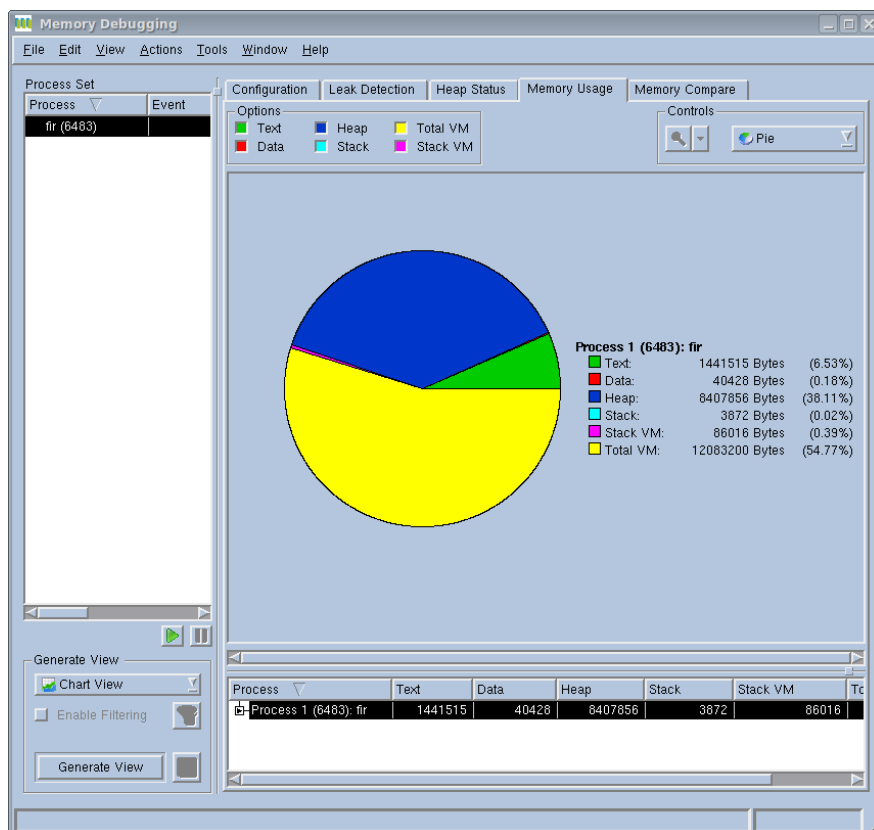 Memory Debugging
File Edit View Actions Tools Window Help
Process Set
Process Event
fir (6483)
Configuration Leak Detection Heap Status Memory Usage Memory Compare
Options
Text Heap Total VM
Data Stack Stack VM
Controls
Pie
Process 1 (6483): fir
Text: 1441515 Bytes (6.53%)
Data: 40428 Bytes (0.18%)
Heap: 8407856 Bytes (38.11%)
Stack: 3872 Bytes (0.02%)
Stack VM: 86016 Bytes (0.39%)
Total VM: 12083200 Bytes (54.77%)
Generate View
Chart View
Enable Filtering
Generate View
Process Text Data Heap Stack Stack VM To
Process 1 (6483): fir 1441515 40428 8407856 3872 86016